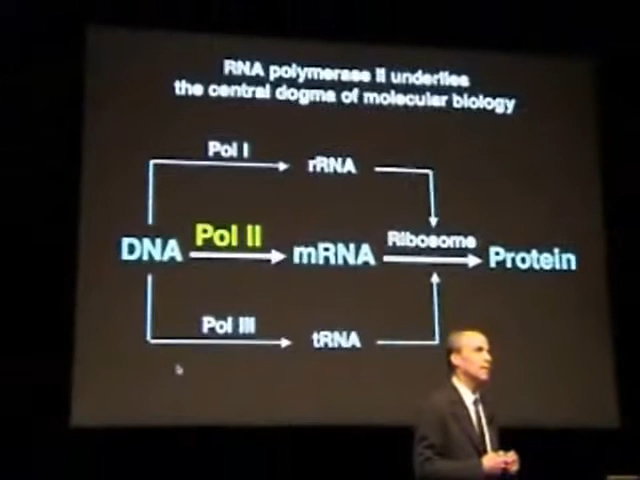 RNA polymerase II underlies
the central dogma of molecular biology
Pol I
rRNA
DNA
Pol II
mRNA
Ribosome
Protein
Pol III
tRNA